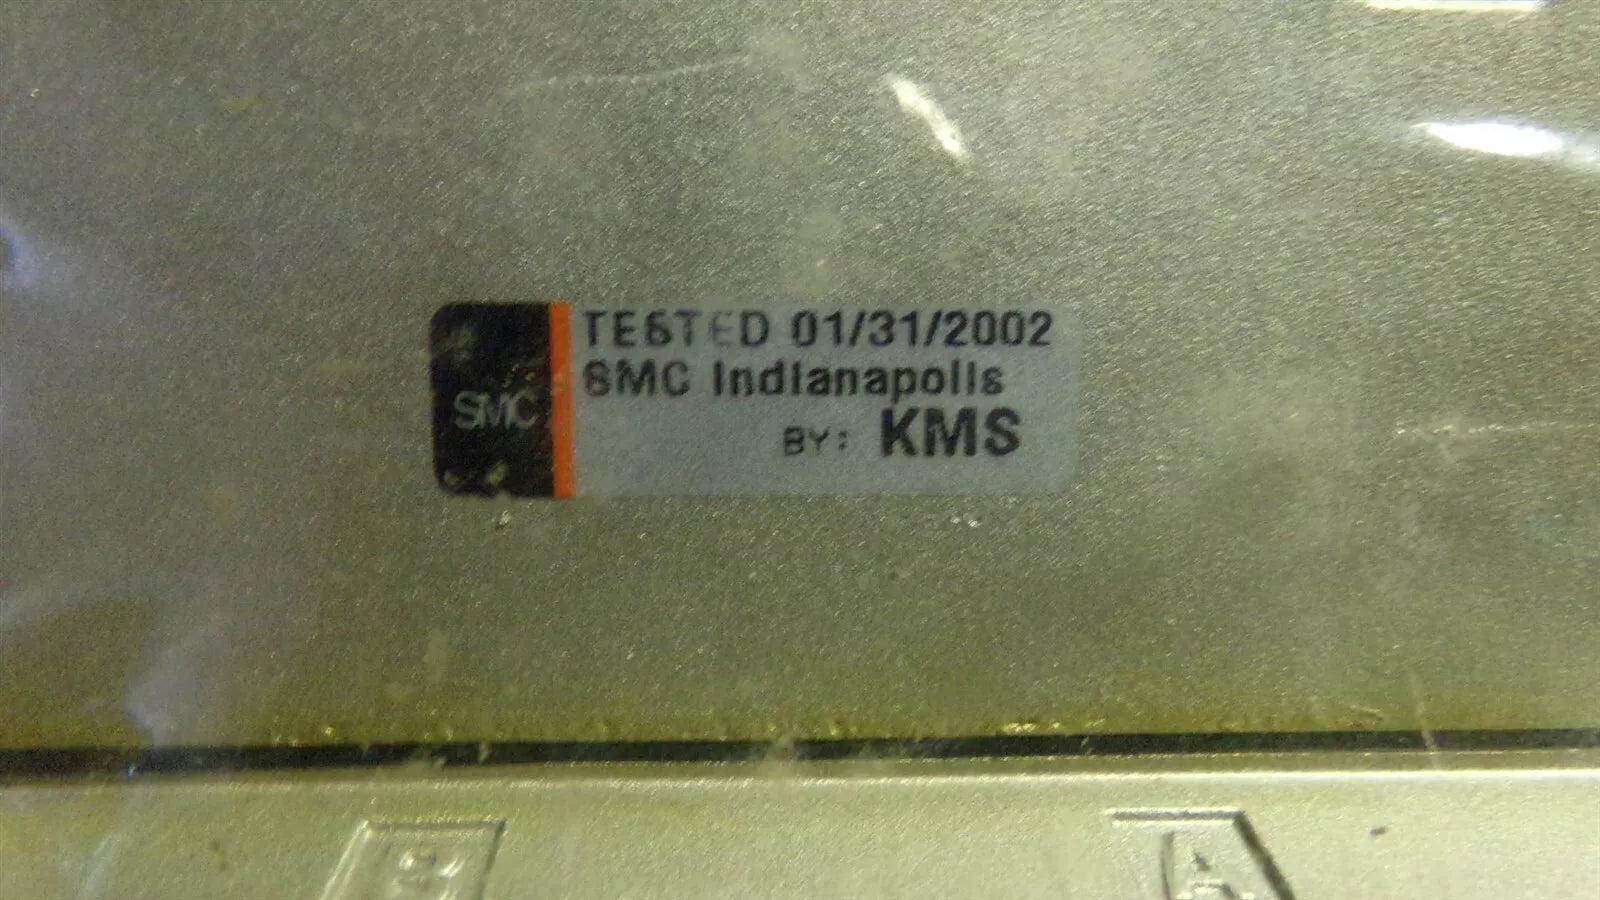 TESTED 01/31/2002
SMC Indianapolis
SMC
BY: KMS
B
A